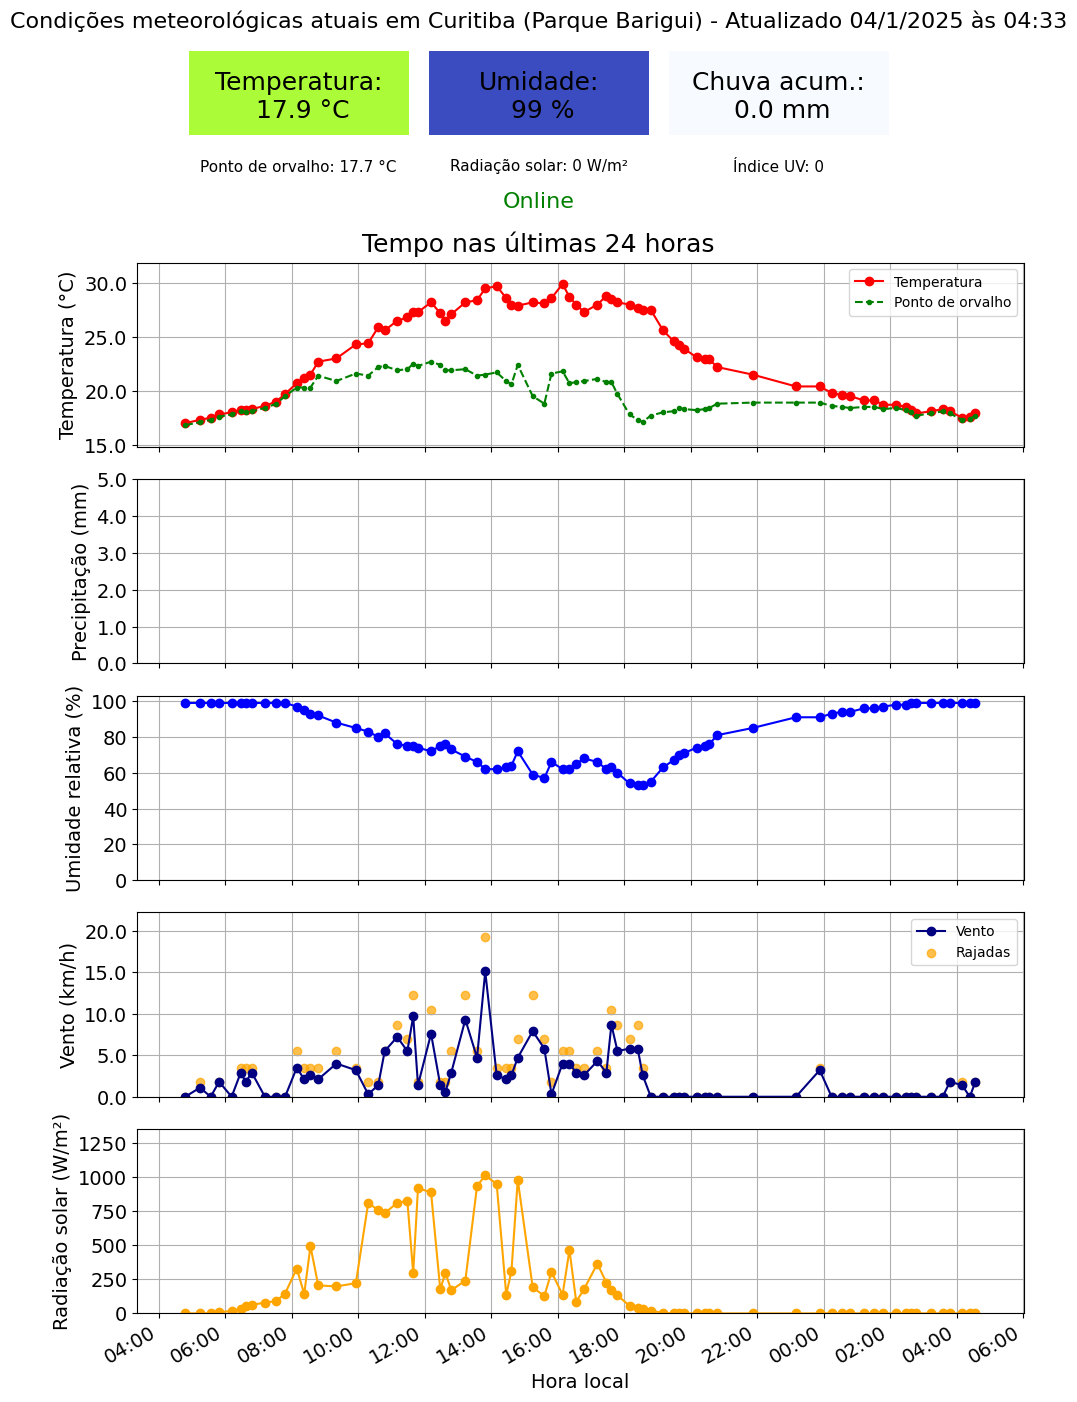 Condições meteorológicas atuais em Curitiba (Parque Barigui) - Atualizado 04/1/2025 às 04:33
Temperatura:
17.9 °C
Umidade:
99 %
Chuva acum.:
0.0 mm
Ponto de orvalho: 17.7 °C
Radiação solar: 0 W/m²
Índice UV: 0
Online
Tempo nas últimas 24 horas
Temperatura (°C)
30.0
25.0
20.0
15.0
Temperatura
Ponto de orvalho
Precipitação (mm)
5.0
4.0
3.0
2.0
1.0
0.0
Umidade relativa (%)
100
80
60
40
20
0
Vento (km/h)
20.0
15.0
10.0
5.0
0.0
Vento
Rajadas
Radiação solar (W/m²)
1250
1000
750
500
250
0
04:00
06:00
08:00
10:00
12:00
14:00
16:00
18:00
20:00
22:00
00:00
02:00
04:00
06:00
Hora local